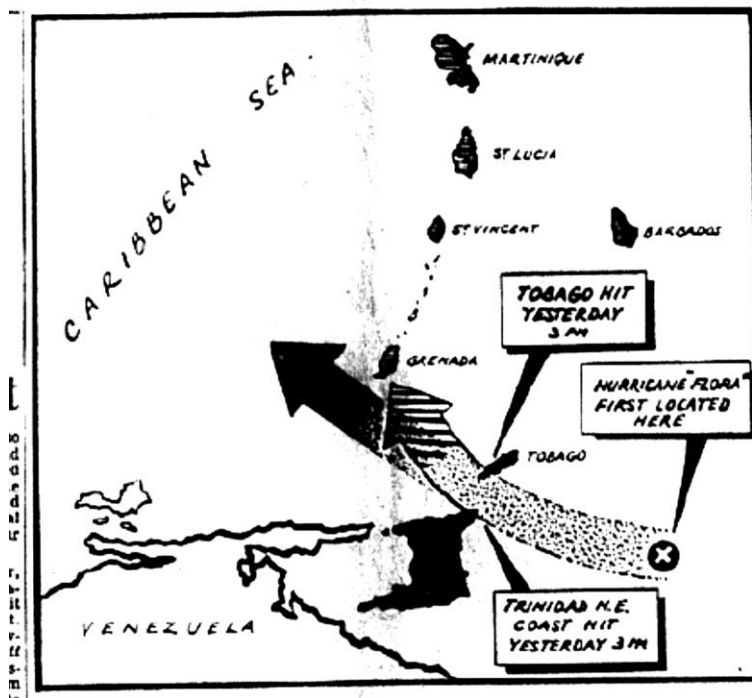 MARTINIQUE
CARIBBEAN SEA
ST. LUCIA
ST. VINCENT
BARBADOS
TOBAGO HIT
YESTERDAY
3 PM
GRENADA
HURRICANE "FLORA"
FIRST LOCATED
HERE
TOBAGO
TRINIDAD N.E.
COAST HIT
YESTERDAY 3 PM
VENEZUELA